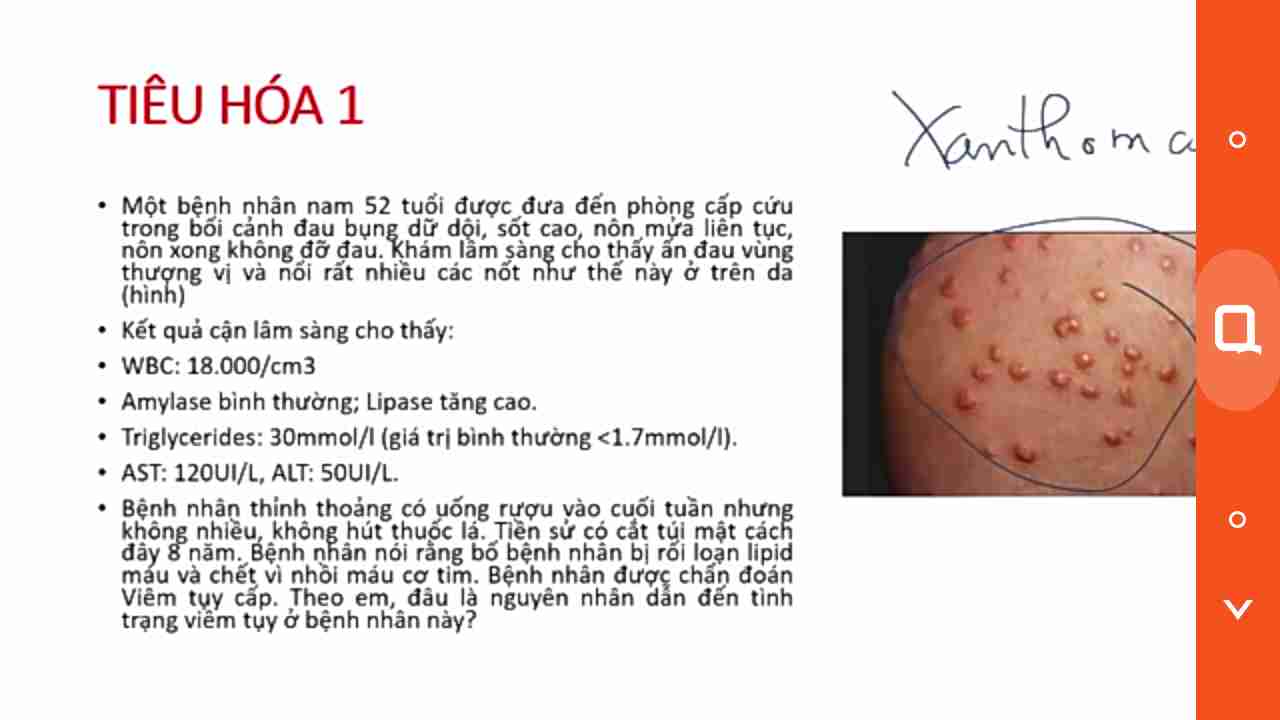 TIÊU HÓA 1
Xanthoma
• Một bệnh nhân nam 52 tuổi được đưa đến phòng cấp cứu
trong bối cảnh đau bụng dữ dội, sốt cao, nôn mửa liên tục,
nôn xong không đỡ đau. Khám lâm sàng cho thấy ấn đau vùng
thượng vị và nổi rất nhiều các nốt như thế này ở trên da
(hình)
• Kết quả cận lâm sàng cho thấy:
• WBC: 18.000/cm3
• Amylase bình thường; Lipase tăng cao.
• Triglycerides: 30mmol/l (giá trị bình thường <1.7mmol/l).
• AST: 120UI/L, ALT: 50UI/L.
• Bệnh nhân thỉnh thoảng có uống rượu vào cuối tuần nhưng
không nhiều, không hút thuốc lá. Tiền sử có cắt túi mật cách
đây 8 năm. Bệnh nhân nói rằng bố bệnh nhân bị rối loạn lipid
máu và chết vì nhồi máu cơ tim. Bệnh nhân được chẩn đoán
Viêm tụy cấp. Theo em, đâu là nguyên nhân dẫn đến tình
trạng viêm tụy ở bệnh nhân này?